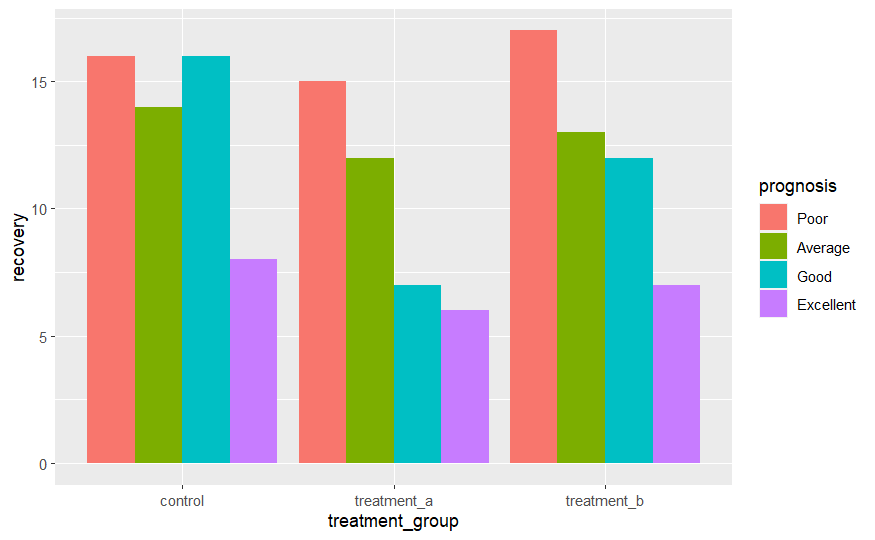 recovery
15
10
5
0
control treatment_a treatment_b
treatment_group
prognosis
Poor
Average
Good
Excellent